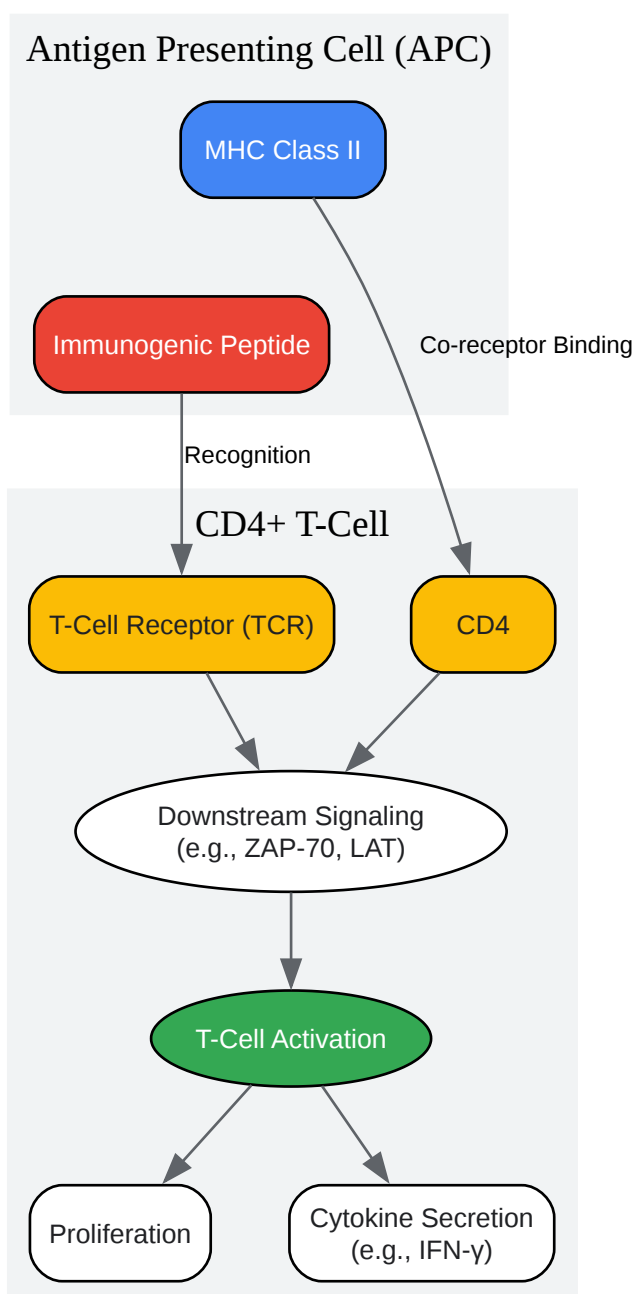 Antigen Presenting Cell (APC)
MHC Class II
Immunogenic Peptide
Co-receptor Binding
Recognition
CD4+ T-Cell
T-Cell Receptor (TCR)
CD4
Downstream Signaling
(e.g., ZAP-70, LAT)
T-Cell Activation
Proliferation
Cytokine Secretion
(e.g., IFN-γ)